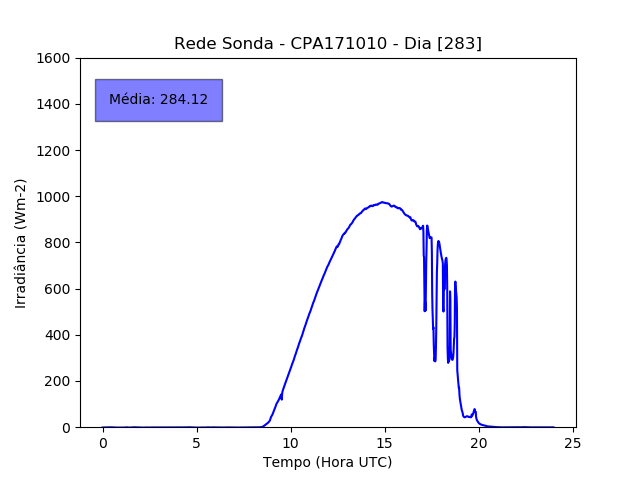 Rede Sonda - CPA171010 - Dia [283]
1600
1400
1200
1000
800
600
400
200
0
Média: 284.12
Irradiância (Wm-2)
0 5 10 15 20 25
Tempo (Hora UTC)